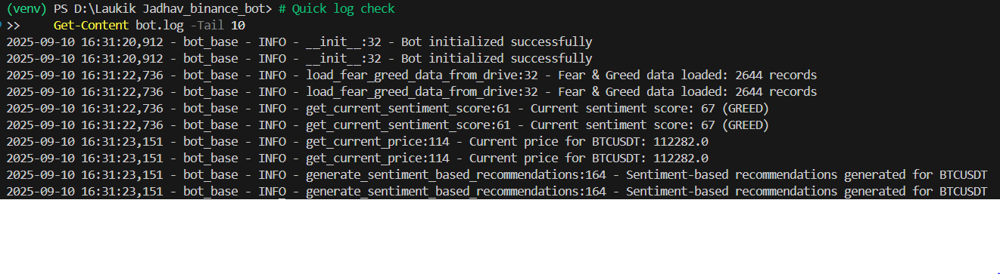 (venv) PS D:\Laukik Jadhav_binance_bot> # Quick log check
>>     Get-Content bot.log -Tail 10
2025-09-10 16:31:20,912 - bot_base - INFO - __init__:32 - Bot initialized successfully
2025-09-10 16:31:20,912 - bot_base - INFO - __init__:32 - Bot initialized successfully
2025-09-10 16:31:22,736 - bot_base - INFO - load_fear_greed_data_from_drive:32 - Fear & Greed data loaded: 2644 records
2025-09-10 16:31:22,736 - bot_base - INFO - load_fear_greed_data_from_drive:32 - Fear & Greed data loaded: 2644 records
2025-09-10 16:31:22,736 - bot_base - INFO - get_current_sentiment_score:61 - Current sentiment score: 67 (GREED)
2025-09-10 16:31:22,736 - bot_base - INFO - get_current_sentiment_score:61 - Current sentiment score: 67 (GREED)
2025-09-10 16:31:23,151 - bot_base - INFO - get_current_price:114 - Current price for BTCUSDT: 112282.0
2025-09-10 16:31:23,151 - bot_base - INFO - get_current_price:114 - Current price for BTCUSDT: 112282.0
2025-09-10 16:31:23,151 - bot_base - INFO - generate_sentiment_based_recommendations:164 - Sentiment-based recommendations generated for BTCUSDT
2025-09-10 16:31:23,151 - bot_base - INFO - generate_sentiment_based_recommendations:164 - Sentiment-based recommendations generated for BTCUSDT